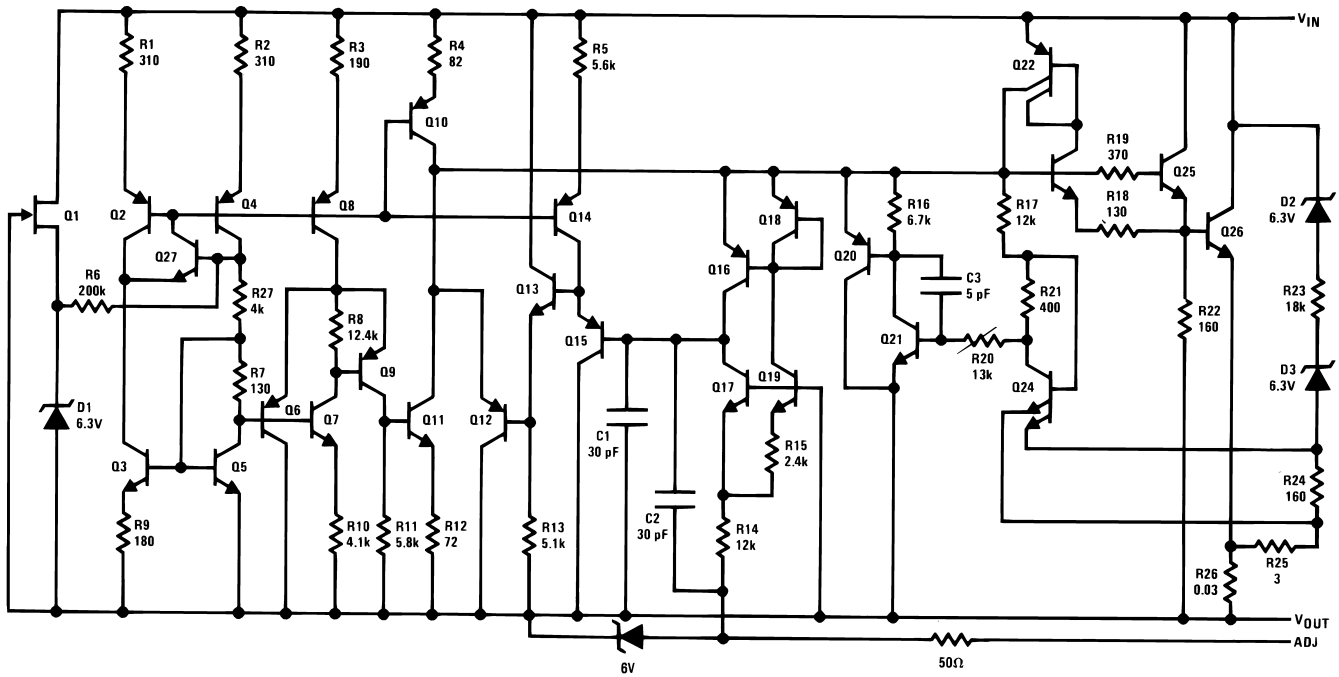 VIN
R1
310
R2
310
R3
190
R4
82
R5
5.6k
Q22
Q10
R19
370
Q25
R16
6.7k
R17
12k
R18
130
D2
6.3V
Q1
Q2
Q4
Q8
Q14
Q18
Q26
Q27
Q16
Q20
R6
200k
R27
4k
Q13
C3
5 pF
R21
400
R22
160
R23
18k
R8
12.4k
Q15
Q21
R20
13k
D3
6.3V
R7
130
Q9
Q17
Q19
Q24
D1
6.3V
Q6
Q7
Q11
Q12
C1
30 pF
R15
2.4k
Q3
Q5
R24
160
C2
30 pF
R9
180
R10
4.1k
R11
5.8k
R12
72
R13
5.1k
R14
12k
R25
3
R26
0.03
VOUT
ADJ
6V
50Ω